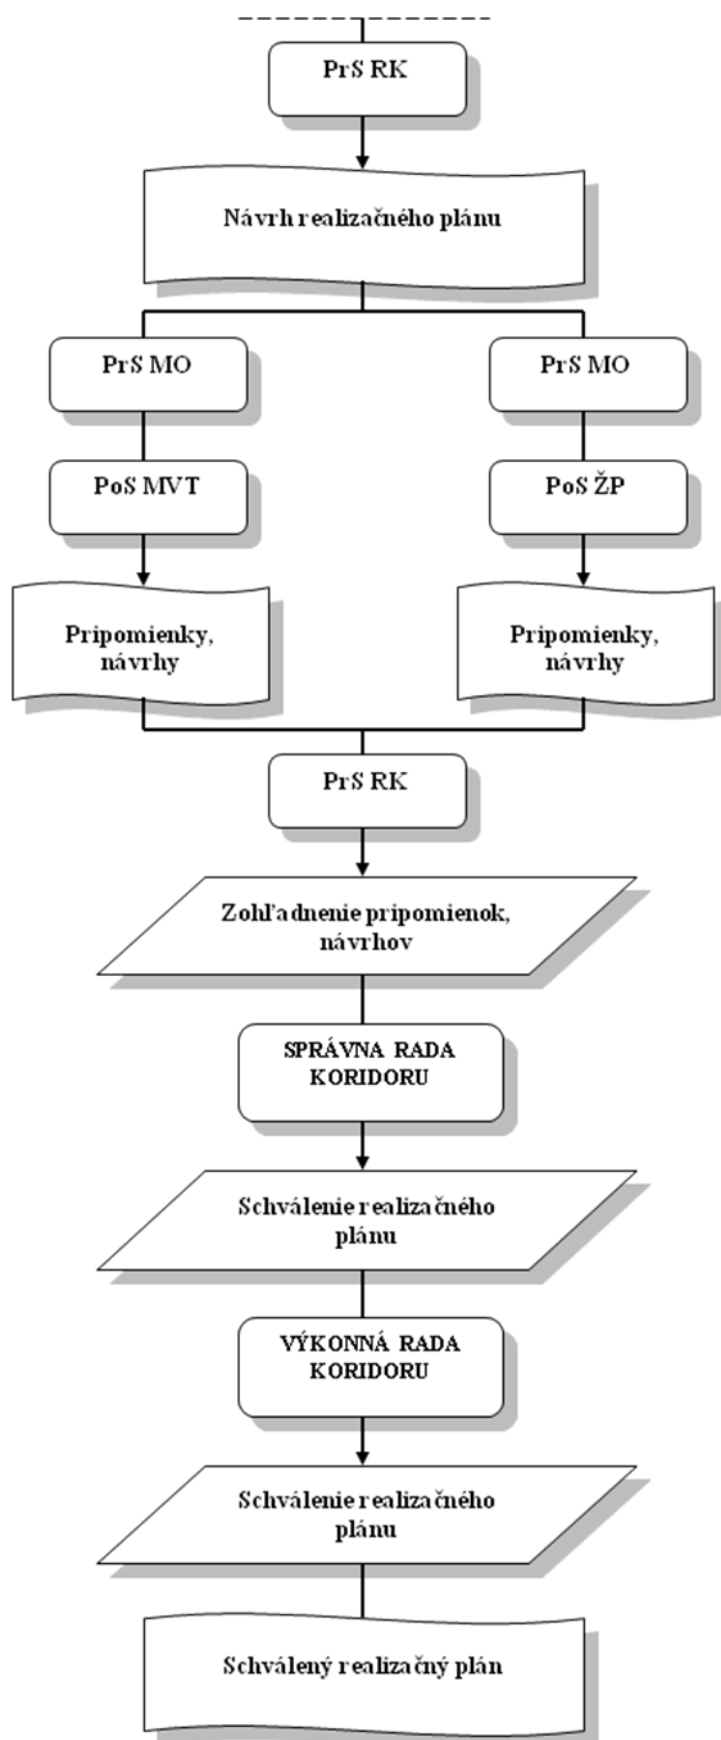 PrS RK
Návrh realizačného plánu
PrS MO
PrS MO
PoS MVT
PoS ŽP
Pripomienky,
návrhy
Pripomienky,
návrhy
PrS RK
Zohľadnenie pripomienok,
návrhov
SPRÁVNA RADA
KORIDORU
Schválenie realizačného
plánu
VÝKONNÁ RADA
KORIDORU
Schválenie realizačného
plánu
Schválený realizačný plán